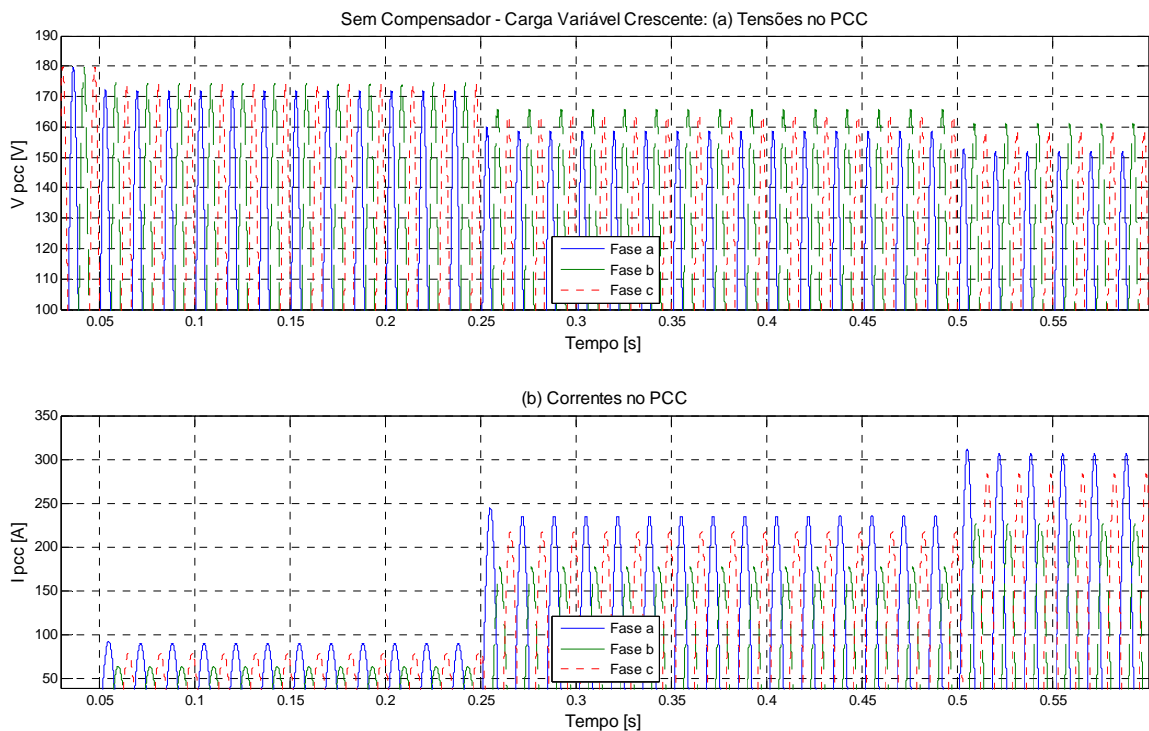 Sem Compensador - Carga Variável Crescente: (a) Tensões no PCC
190
180
170
160
150
140
130
120
110
100
V pcc [V]
0.05 0.1 0.15 0.2 0.25 0.3 0.35 0.4 0.45 0.5 0.55
Tempo [s]
Fase a
Fase b
Fase c
(b) Correntes no PCC
350
300
250
200
150
100
50
I pcc [A]
0.05 0.1 0.15 0.2 0.25 0.3 0.35 0.4 0.45 0.5 0.55
Tempo [s]
Fase a
Fase b
Fase c